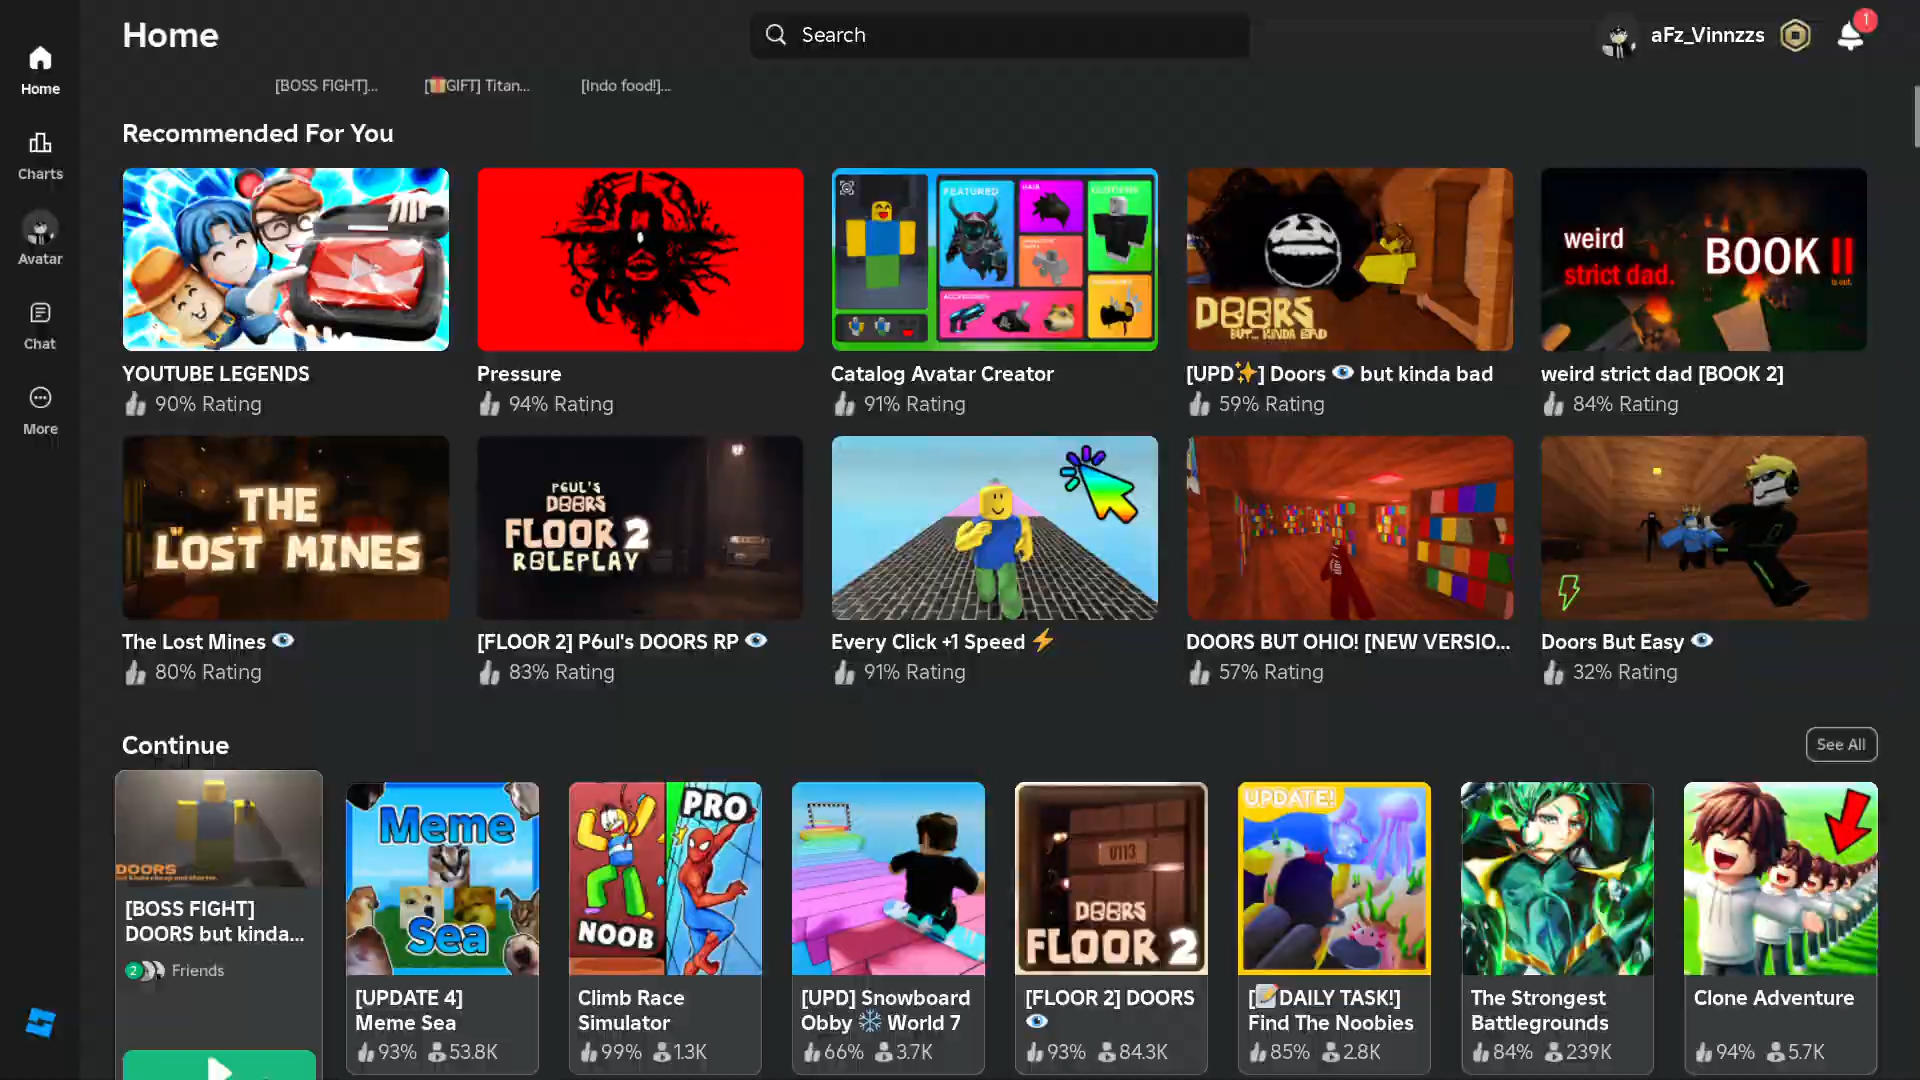 Home
Search
aFz_Vinnzzs
1
Home
Charts
Avatar
Chat
More
[BOSS FIGHT]...
[🎁GIFT] Titan...
[Indo food!]...
Recommended For You
FEATURED
HAIR
DOORS
BUT... KINDA BAD
weird
strict dad.
BOOK II
is out.
YOUTUBE LEGENDS
90% Rating
Pressure
94% Rating
Catalog Avatar Creator
91% Rating
[UPD✨] Doors 👁️ but kinda bad
59% Rating
weird strict dad [BOOK 2]
84% Rating
THE
LOST MINES
P6UL'S
DOORS
FLOOR 2
ROLEPLAY
The Lost Mines 👁️
80% Rating
[FLOOR 2] P6ul's DOORS RP 👁️
83% Rating
Every Click +1 Speed ⚡
91% Rating
DOORS BUT OHIO! [NEW VERSIO...
57% Rating
Doors But Easy 👁️
32% Rating
Continue
See All
DOORS
[BOSS FIGHT]
DOORS but kinda...
2 Friends
Meme
Sea
[UPDATE 4]
Meme Sea
93% 53.8K
PRO
NOOB
Climb Race
Simulator
99% 1.3K
[UPD] Snowboard
Obby ❄️ World 7
66% 3.7K
0113
DOORS
FLOOR 2
[FLOOR 2] DOORS
👁️
93% 84.3K
UPDATE!
[📝DAILY TASK!]
Find The Noobies
85% 2.8K
The Strongest
Battlegrounds
84% 239K
Clone Adventure
94% 5.7K